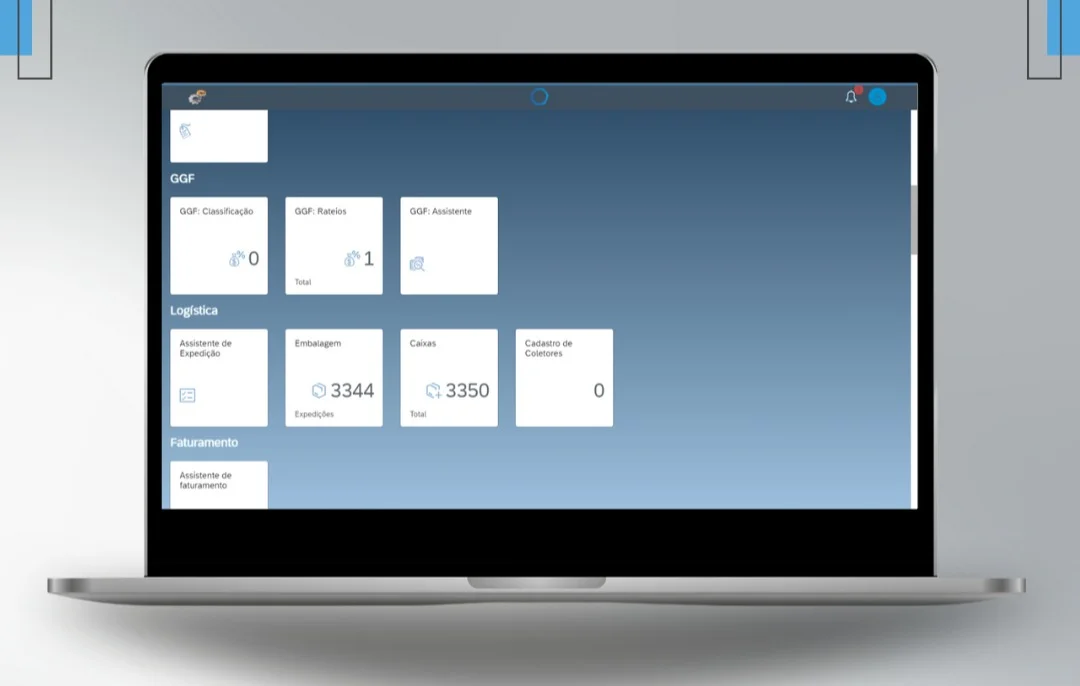 GGF
GGF: Classificação
0
GGF: Rateios
1
Total
GGF: Assistente
Logística
Assistente de
Expedição
Embalagem
3344
Expedições
Caixas
3350
Total
Cadastro de
Coletores
0
Faturamento
Assistente de
faturamento